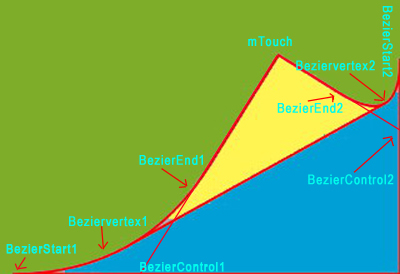 BezierStart2
mTouch
Beziervertex2
BezierEnd2
BezierEnd1
BezierControl2
Beziervertex1
BezierStart1
BezierControl1